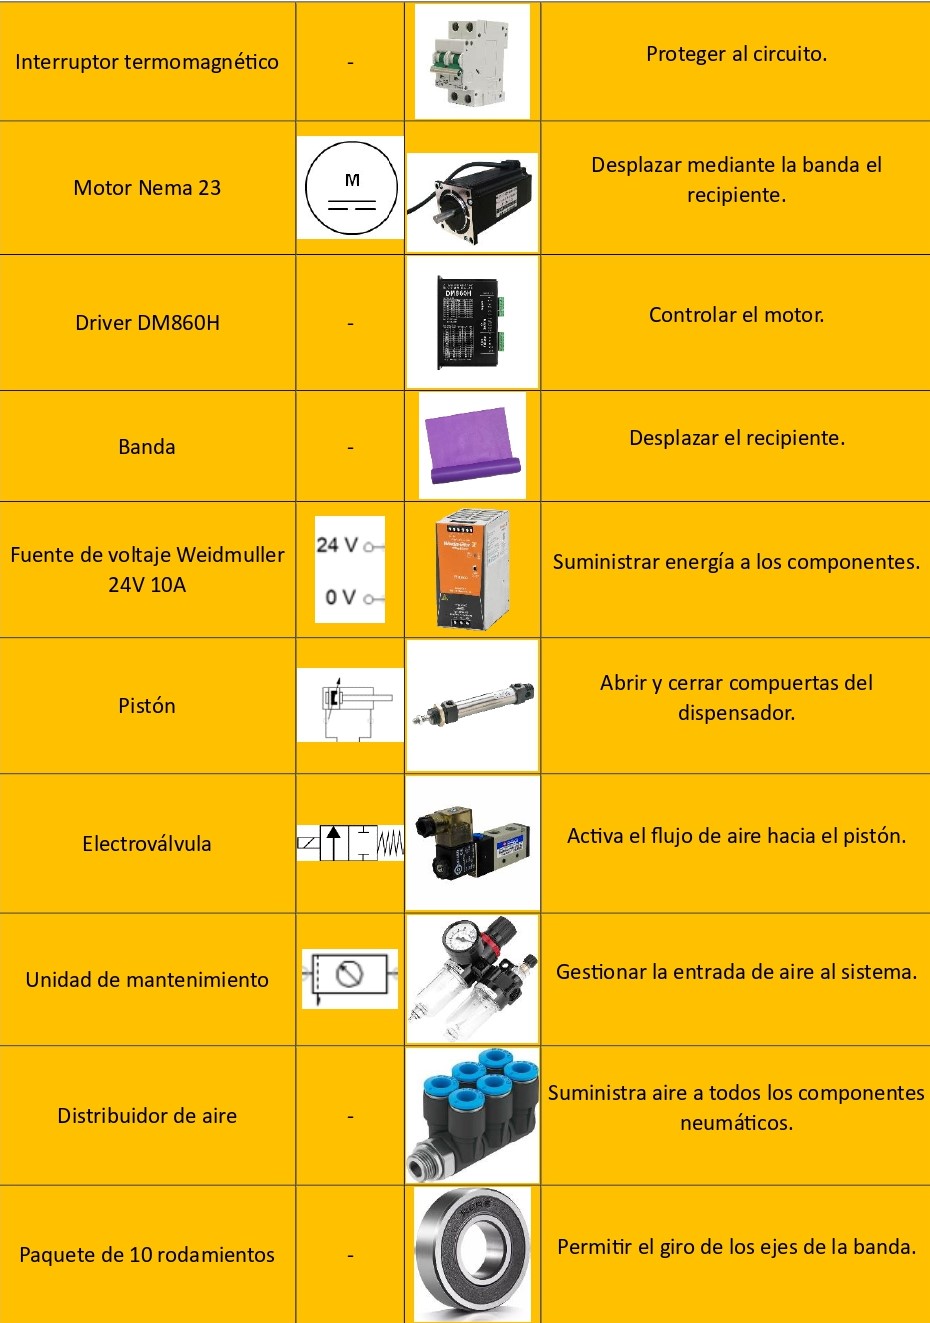 Interruptor termomagnético
-
Proteger al circuito.
Motor Nema 23
M
Desplazar mediante la banda el
recipiente.
Driver DM860H
-
DM860H
Controlar el motor.
Banda
-
Desplazar el recipiente.
Fuente de voltaje Weidmuller
24V 10A
24 V
0 V
Suministrar energía a los componentes.
Pistón
Abrir y cerrar compuertas del
dispensador.
Electroválvula
Activa el flujo de aire hacia el pistón.
Unidad de mantenimiento
Gestionar la entrada de aire al sistema.
Distribuidor de aire
-
Suministra aire a todos los componentes
neumáticos.
Paquete de 10 rodamientos
-
Permitir el giro de los ejes de la banda.